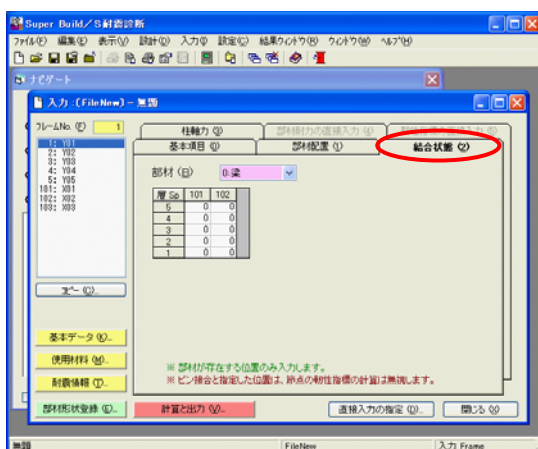 Super Build/S耐震診断
ファイル(F) 編集(E) 表示(V) 設計(D) 入力(I) 設定(C) 結果ウィンドウ(R) ウィンドウ(W) ヘルプ(H)
ナビゲート
入力 :(FileNew) - 無題
フレームNo. (F) 1
柱軸力 (2)
基本項目 (0) 部材配置 (1) 結合状態 (2)
1: Y01
2: Y02
3: Y03
4: Y04
5: Y05
101: X01
102: X02
103: X03
部材 (B) 0:梁
層 Sp 101 102
5 0 0
4 0 0
3 0 0
2 0 0
1 0 0
コピー (C)...
基本データ (K)...
使用材料 (M)...
耐震情報 (T)...
部材形状登録 (L)...
※ 部材が存在する位置のみ入力します。
※ ピン接合と指定した位置は、節点の靭性指標の計算は無視します。
計算と出力 (V)...
直接入力の指定 (D)...
閉じる (X)
無題 FileNew 入力 Frame